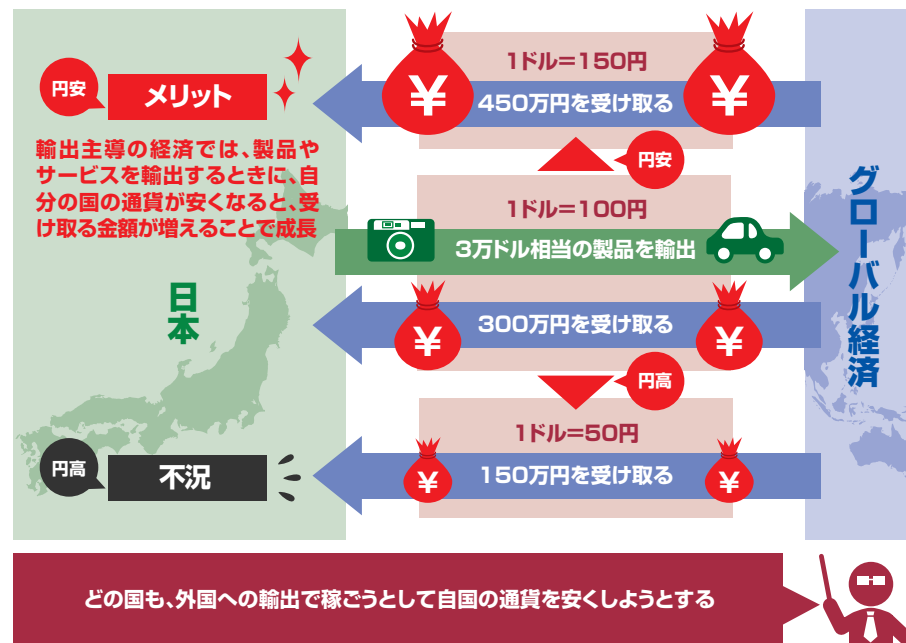 円安
メリット
輸出主導の経済では、製品や
サービスを輸出するときに、自
分の国の通貨が安くなると、受
け取る金額が増えることで成長
1ドル=150円
¥
450万円を受け取る
¥
円安
1ドル=100円
3万ドル相当の製品を輸出
日本
¥
300万円を受け取る
¥
円高
1ドル=50円
¥
150万円を受け取る
¥
円高
不況
グローバル経済
どの国も、外国への輸出で稼ごうとして自国の通貨を安くしようとする